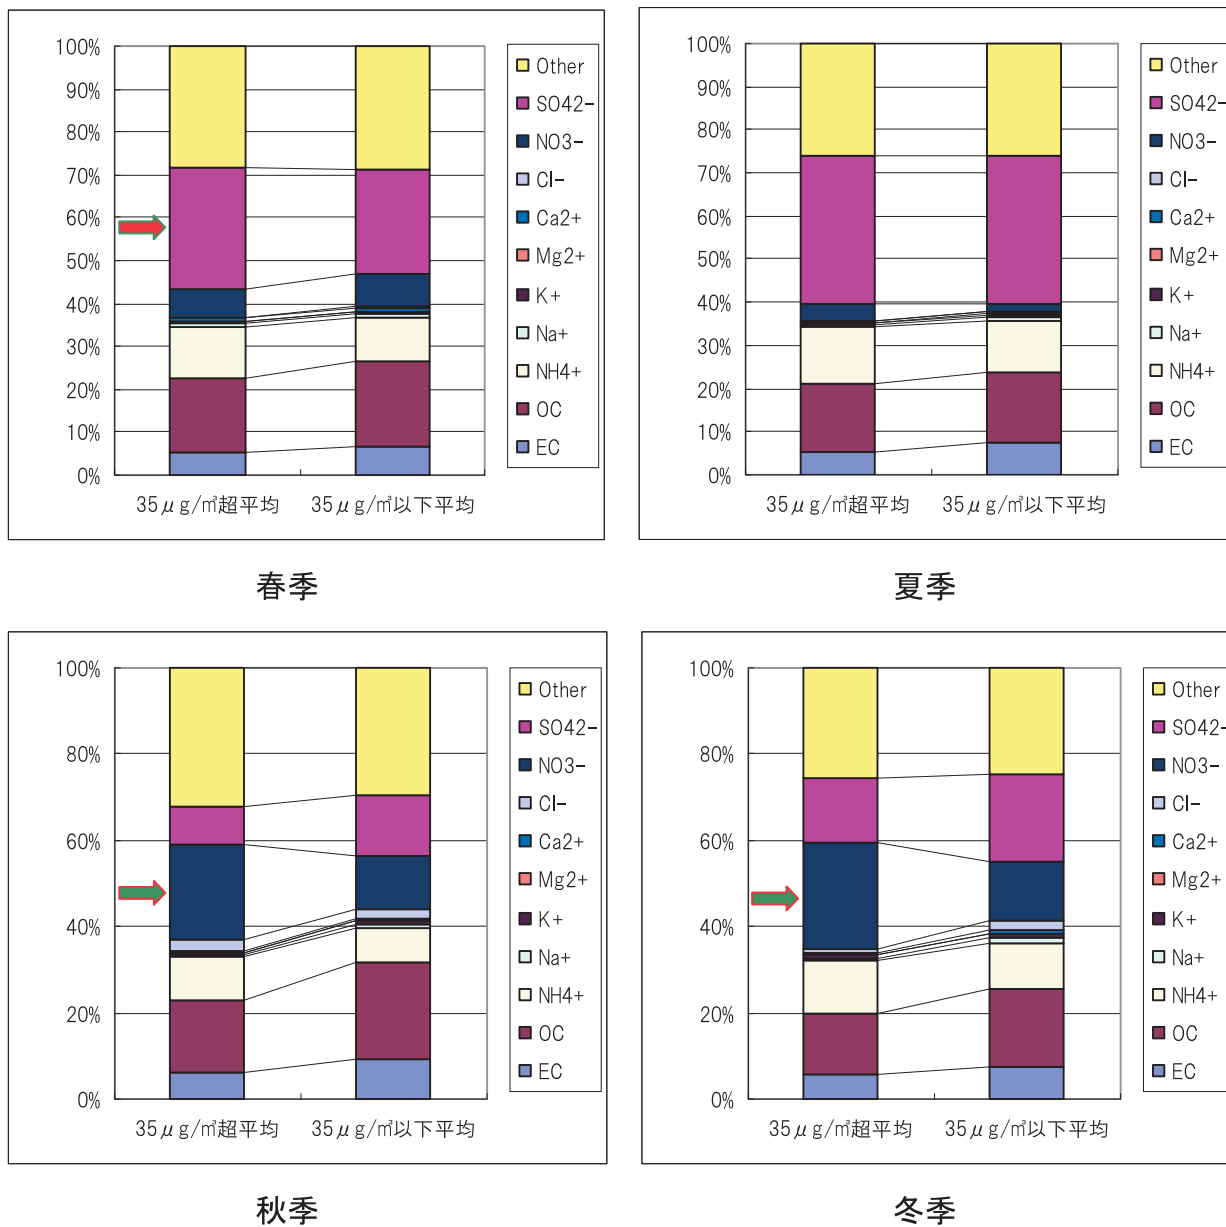 100%
90%
80%
70%
60%
50%
40%
30%
20%
10%
0%
35μg/㎥超平均 35μg/㎥以下平均
Other
SO42-
NO3-
Cl-
Ca2+
Mg2+
K+
Na+
NH4+
OC
EC
春季
100%
90%
80%
70%
60%
50%
40%
30%
20%
10%
0%
35μg/㎥超平均 35μg/㎥以下平均
Other
SO42-
NO3-
Cl-
Ca2+
Mg2+
K+
Na+
NH4+
OC
EC
夏季
100%
80%
60%
40%
20%
0%
35μg/㎥超平均 35μg/㎥以下平均
Other
SO42-
NO3-
Cl-
Ca2+
Mg2+
K+
Na+
NH4+
OC
EC
秋季
100%
80%
60%
40%
20%
0%
35μg/㎥超平均 35μg/㎥以下平均
Other
SO42-
NO3-
Cl-
Ca2+
Mg2+
K+
Na+
NH4+
OC
EC
冬季